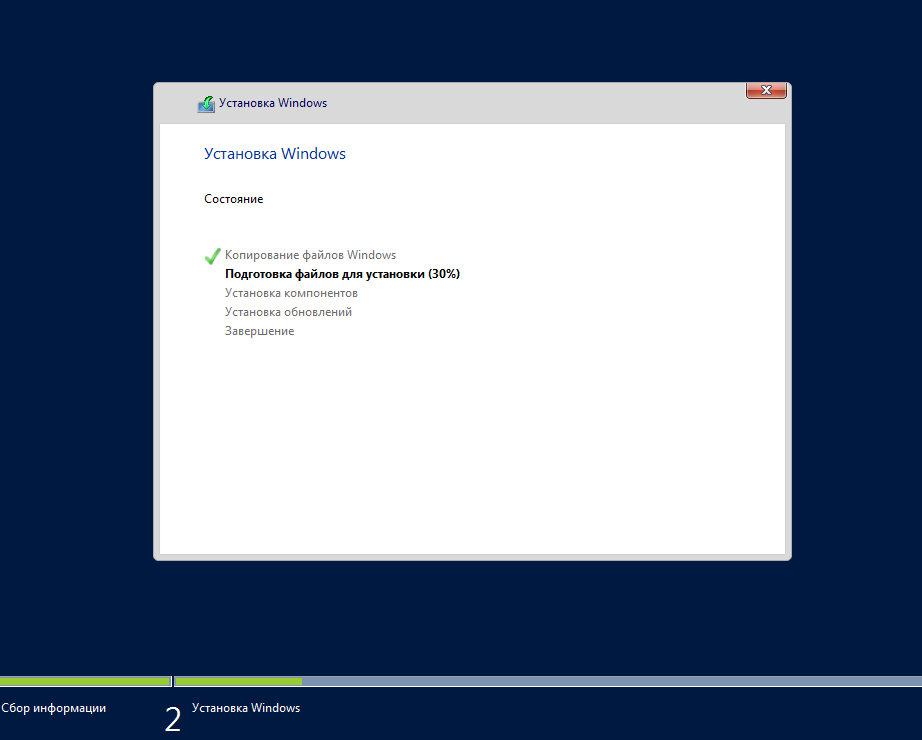 Установка Windows
Установка Windows
Состояние
Копирование файлов Windows
Подготовка файлов для установки (30%)
Установка компонентов
Установка обновлений
Завершение
Сбор информации
2 Установка Windows